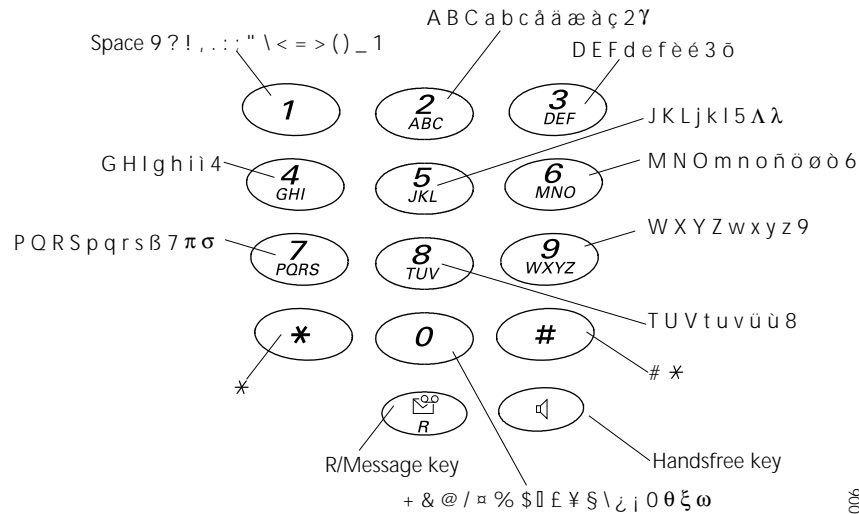 A B C a b c å ä æ à ç 2 γ
Space 9 ? ! , . : ; " \ < = > ( ) _ 1
D E F d e f è é 3 õ
1
2
ABC
3
DEF
J K L j k l 5 Λ λ
G H I g h i ì 4
4
GHI
5
JKL
6
MNO
M N O m n o ñ ö ø ò 6
P Q R S p q r s ß 7 π σ
7
PQRS
8
TUV
9
WXYZ
W X Y Z w x y z 9
T U V t u v ü ù 8
*
0
#
*
# *
R
R/Message key
Handsfree key
+ & @ / ¤ % $ £ ¥ § \ ¿ ¡ 0 θ ξ ω
006